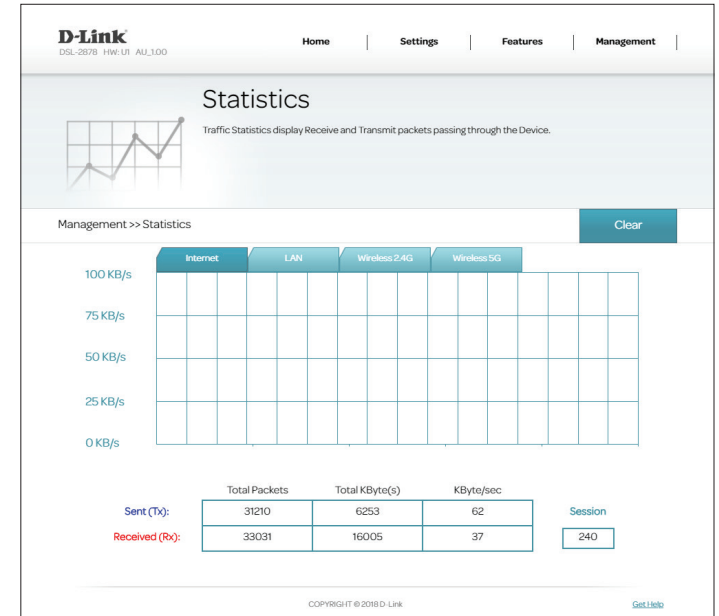 D-Link
DSL-2878 HW: U1 AU_1.00
Home Settings Features Management
Statistics
Traffic Statistics display Receive and Transmit packets passing through the Device.
Management >> Statistics
Clear
Internet LAN Wireless 2.4G Wireless 5G
100 KB/s
75 KB/s
50 KB/s
25 KB/s
0 KB/s
Total Packets Total KByte(s) KByte/sec
Sent (Tx): 31210 6253 62 Session
Received (Rx): 33031 16005 37 240
COPYRIGHT © 2018 D-Link
Get Help